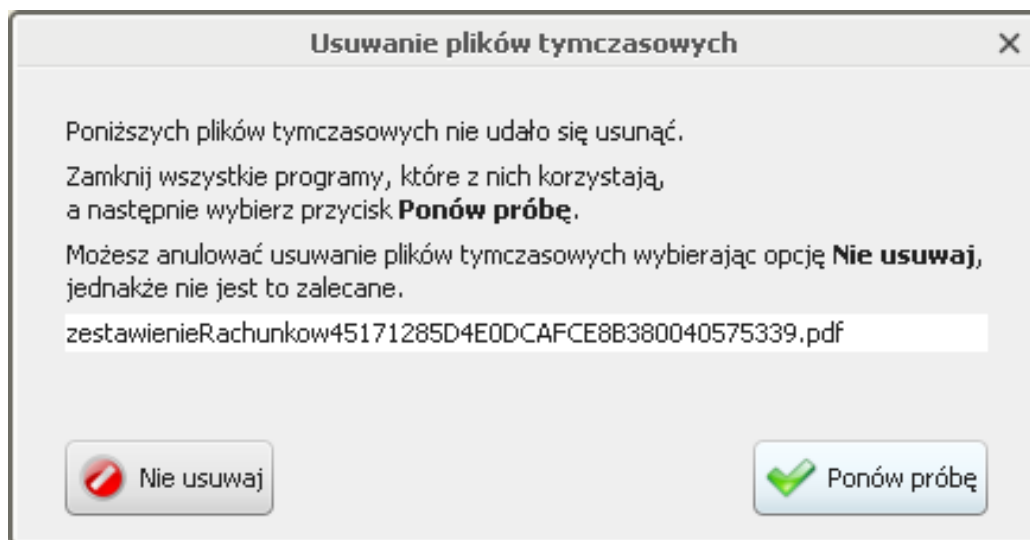 Usuwanie plików tymczasowych
Poniższych plików tymczasowych nie udało się usunąć.
Zamknij wszystkie programy, które z nich korzystają,
a następnie wybierz przycisk Ponów próbę.
Możesz anulować usuwanie plików tymczasowych wybierając opcję Nie usuwaj,
jednakże nie jest to zalecane.
zestawienieRachunkow45171285D4E0DCAFCE8B380040575339.pdf
Nie usuwaj
Ponów próbę